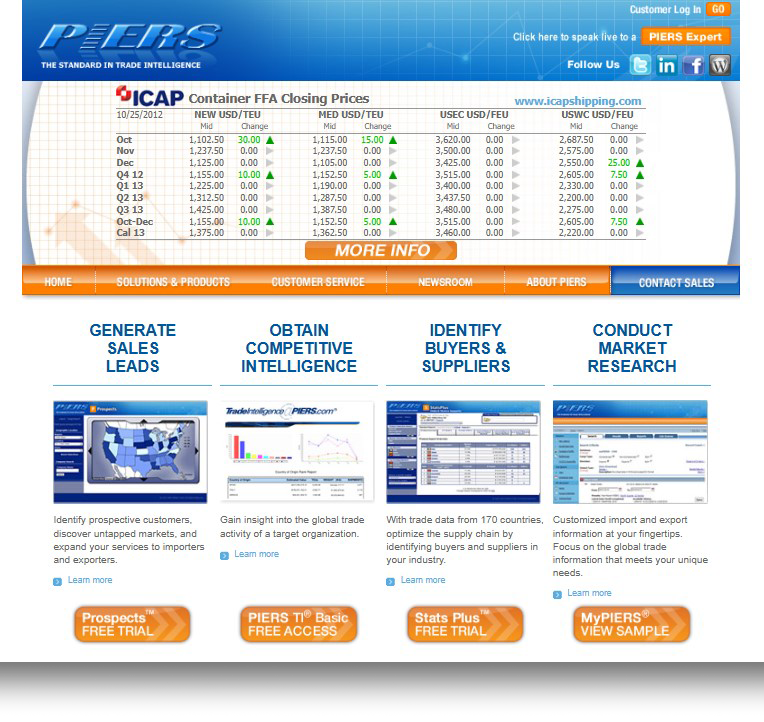 Customer Log In GO
PIERS
THE STANDARD IN TRADE INTELLIGENCE
Click here to speak live to a PIERS Expert
Follow Us
ICAP Container FFA Closing Prices www.icapshipping.com
10/25/2012 NEW USD/TEU MED USD/TEU USEC USD/FEU USWC USD/FEU
Mid Change Mid Change Mid Change Mid Change
Oct 1,102.50 30.00 1,115.00 15.00 3,620.00 0.00 2,687.50 0.00
Nov 1,237.50 0.00 1,237.50 0.00 3,500.00 0.00 2,575.00 0.00
Dec 1,125.00 0.00 1,105.00 0.00 3,425.00 0.00 2,550.00 25.00
Q4 12 1,155.00 10.00 1,152.50 5.00 3,515.00 0.00 2,605.00 7.50
Q1 13 1,225.00 0.00 1,190.00 0.00 3,400.00 0.00 2,330.00 0.00
Q2 13 1,312.50 0.00 1,287.50 0.00 3,437.50 0.00 2,200.00 0.00
Q3 13 1,425.00 0.00 1,387.50 0.00 3,480.00 0.00 2,275.00 0.00
Oct-Dec 1,155.00 10.00 1,152.50 5.00 3,515.00 0.00 2,605.00 7.50
Cal 13 1,375.00 0.00 1,362.50 0.00 3,460.00 0.00 2,220.00 0.00
MORE INFO
HOME SOLUTIONS & PRODUCTS CUSTOMER SERVICE NEWSROOM ABOUT PIERS CONTACT SALES
GENERATE
SALES
LEADS
PIERS Prospects
Identify prospective customers,
discover untapped markets, and
expand your services to importers
and exporters.
Learn more
Prospects™
FREE TRIAL
OBTAIN
COMPETITIVE
INTELLIGENCE
TradeIntelligence@PIERS.com
Gain insight into the global trade
activity of a target organization.
Learn more
PIERS TI® Basic
FREE ACCESS
IDENTIFY
BUYERS &
SUPPLIERS
PIERS StatsPlus
With trade data from 170 countries,
optimize the supply chain by
identifying buyers and suppliers in
your industry.
Learn more
Stats Plus™
FREE TRIAL
CONDUCT
MARKET
RESEARCH
PIERS
Customized import and export
information at your fingertips.
Focus on the global trade
information that meets your unique
needs.
Learn more
MyPIERS®
VIEW SAMPLE